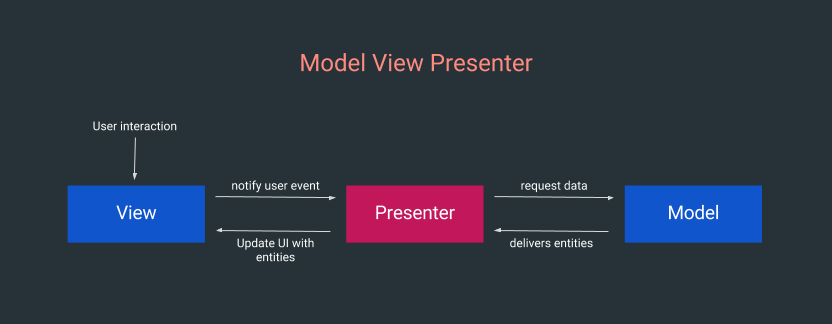 Model View Presenter
User interaction
notify user event
request data
View
Presenter
Model
Update UI with
entities
delivers entities